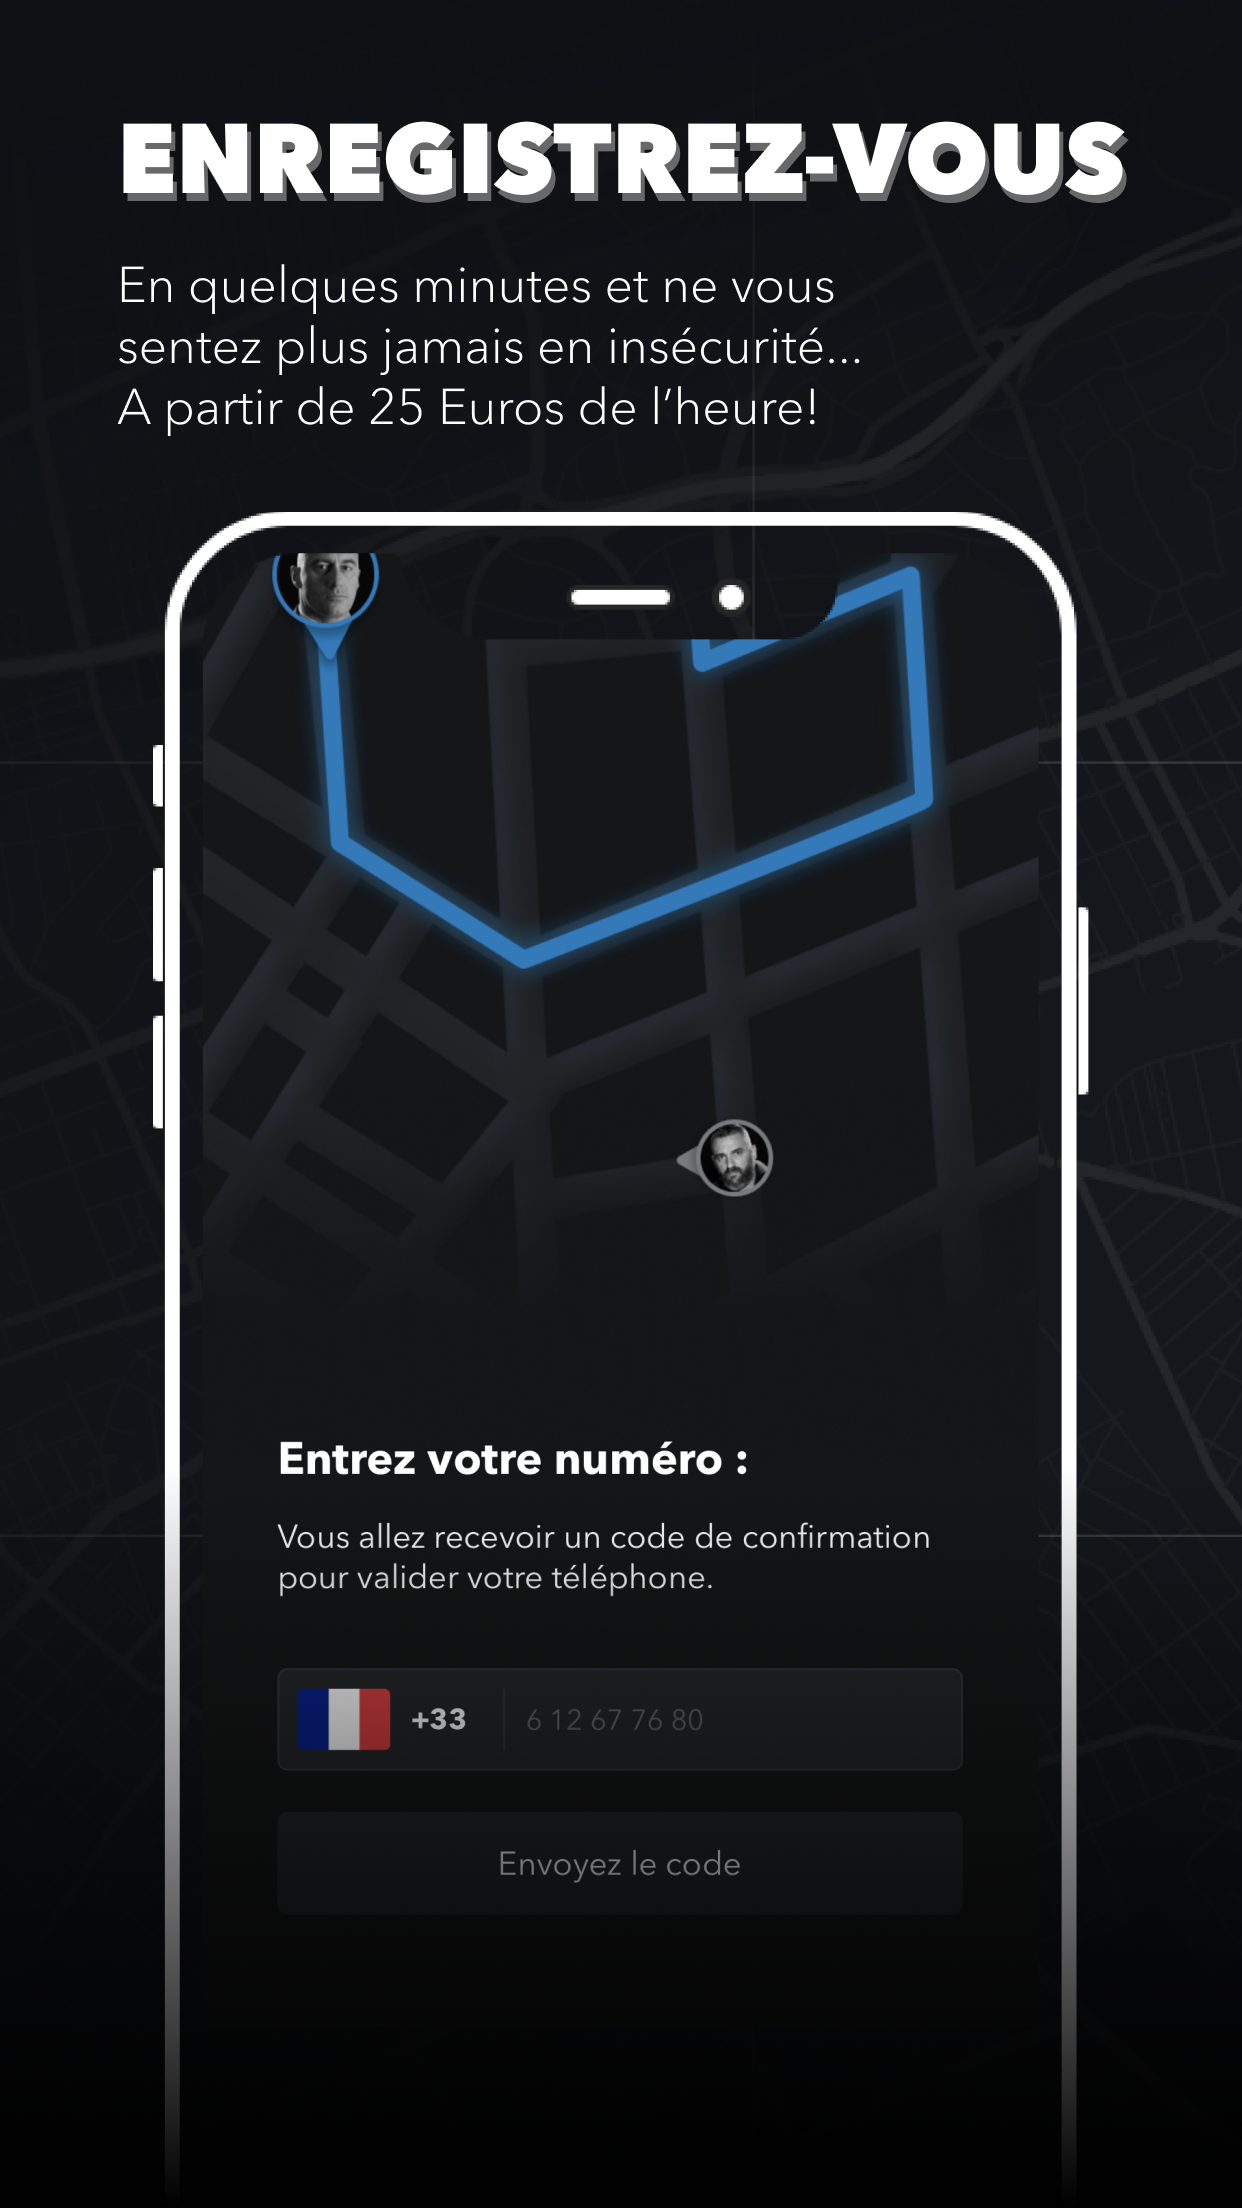 ENREGISTREZ-VOUS
En quelques minutes et ne vous
sentez plus jamais en insécurité...
A partir de 25 Euros de l’heure!
Entrez votre numéro :
Vous allez recevoir un code de confirmation
pour valider votre téléphone.
+33 6 12 67 76 80
Envoyez le code